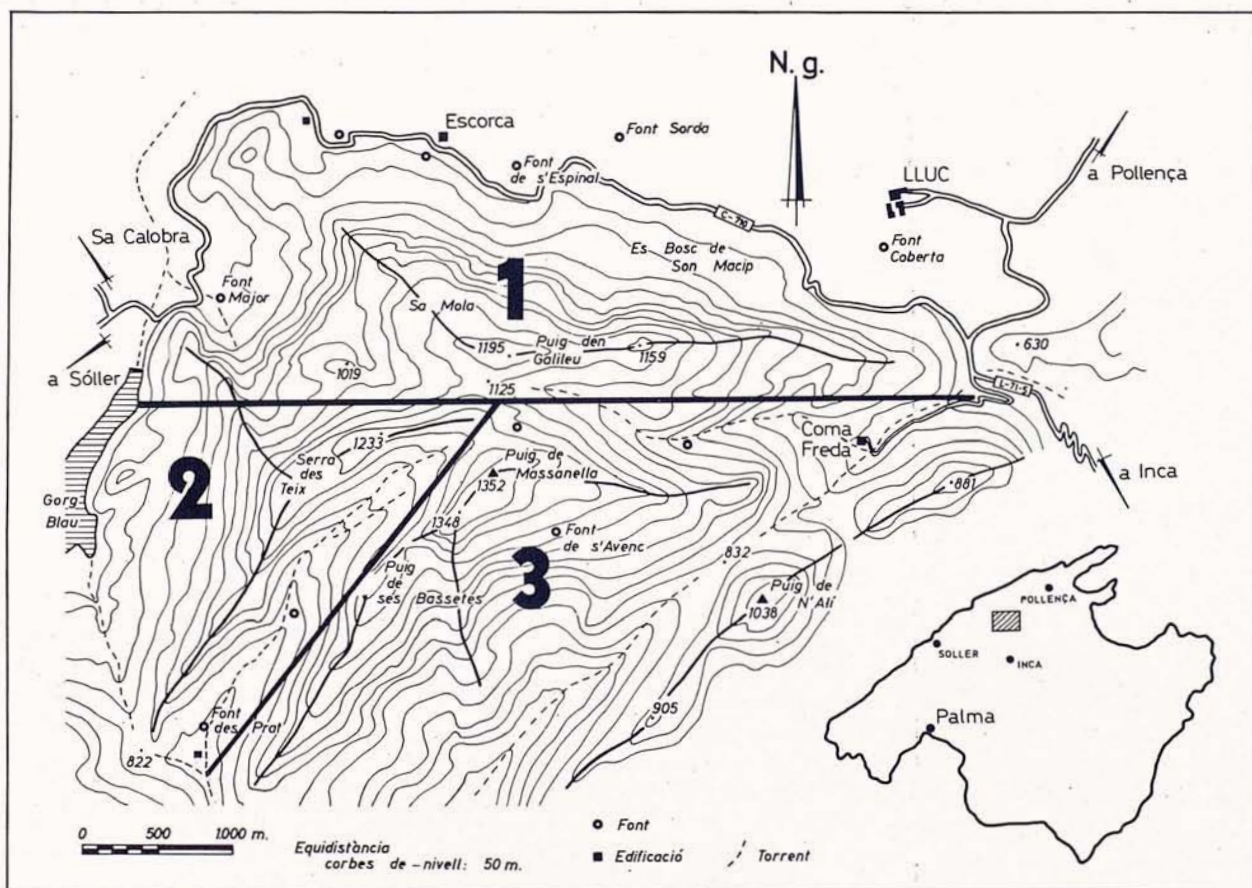 N. g.
Escorca
Font Sorda
Font
de s'Espinal
LLUC
a Pollença
C-710
Sa Calobra
Es Bosc de
Son Macip
Font
Coberta
Font
Major
1
Sa Mola
1195
Puig den
Galileu
1159
630
1019
a Sóller
1125
L-71-5
1233
Coma
Freda
Serra
des
Teix
Puig de
Massanella
1352
a Inca
881
2
Gorg
Blau
1348
Font
de s'Avenc
832
3
Puig
de
ses Bassetes
Puig de
N'Alí
1038
POLLENÇA
SOLLER
INCA
905
Palma
Font
des Prat
822
0 500 1.000 m.
Equidistància
corbes de -nivell: 50 m.
Font
Edificació
Torrent